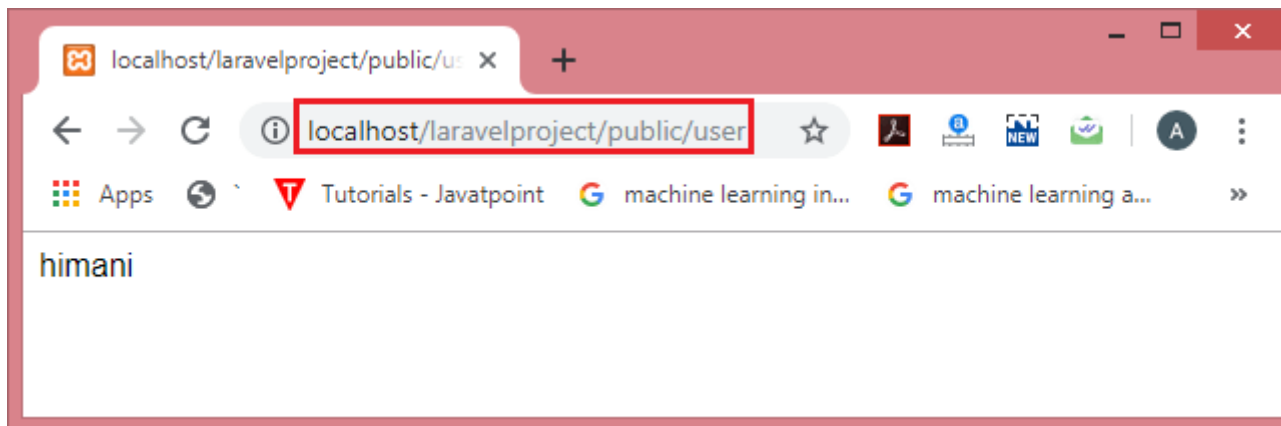 localhost/laravelproject/public/us
localhost/laravelproject/public/user
NEW
A
Apps
`
Tutorials - Javatpoint
machine learning in...
machine learning a...
»
himani